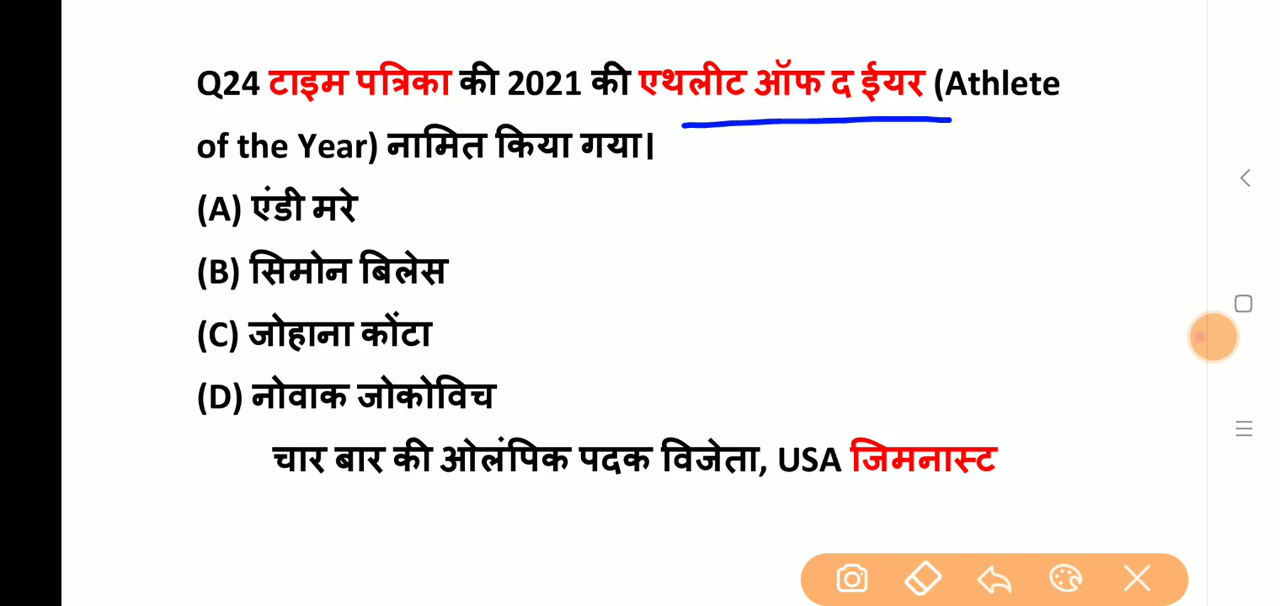 Q24 टाइम पत्रिका की 2021 की एथलीट ऑफ द ईयर (Athlete
of the Year) नामित किया गया।
(A) एंडी मरे
(B) सिमोन बिलेस
(C) जोहाना कोंटा
(D) नोवाक जोकोविच
चार बार की ओलंपिक पदक विजेता, USA जिमनास्ट